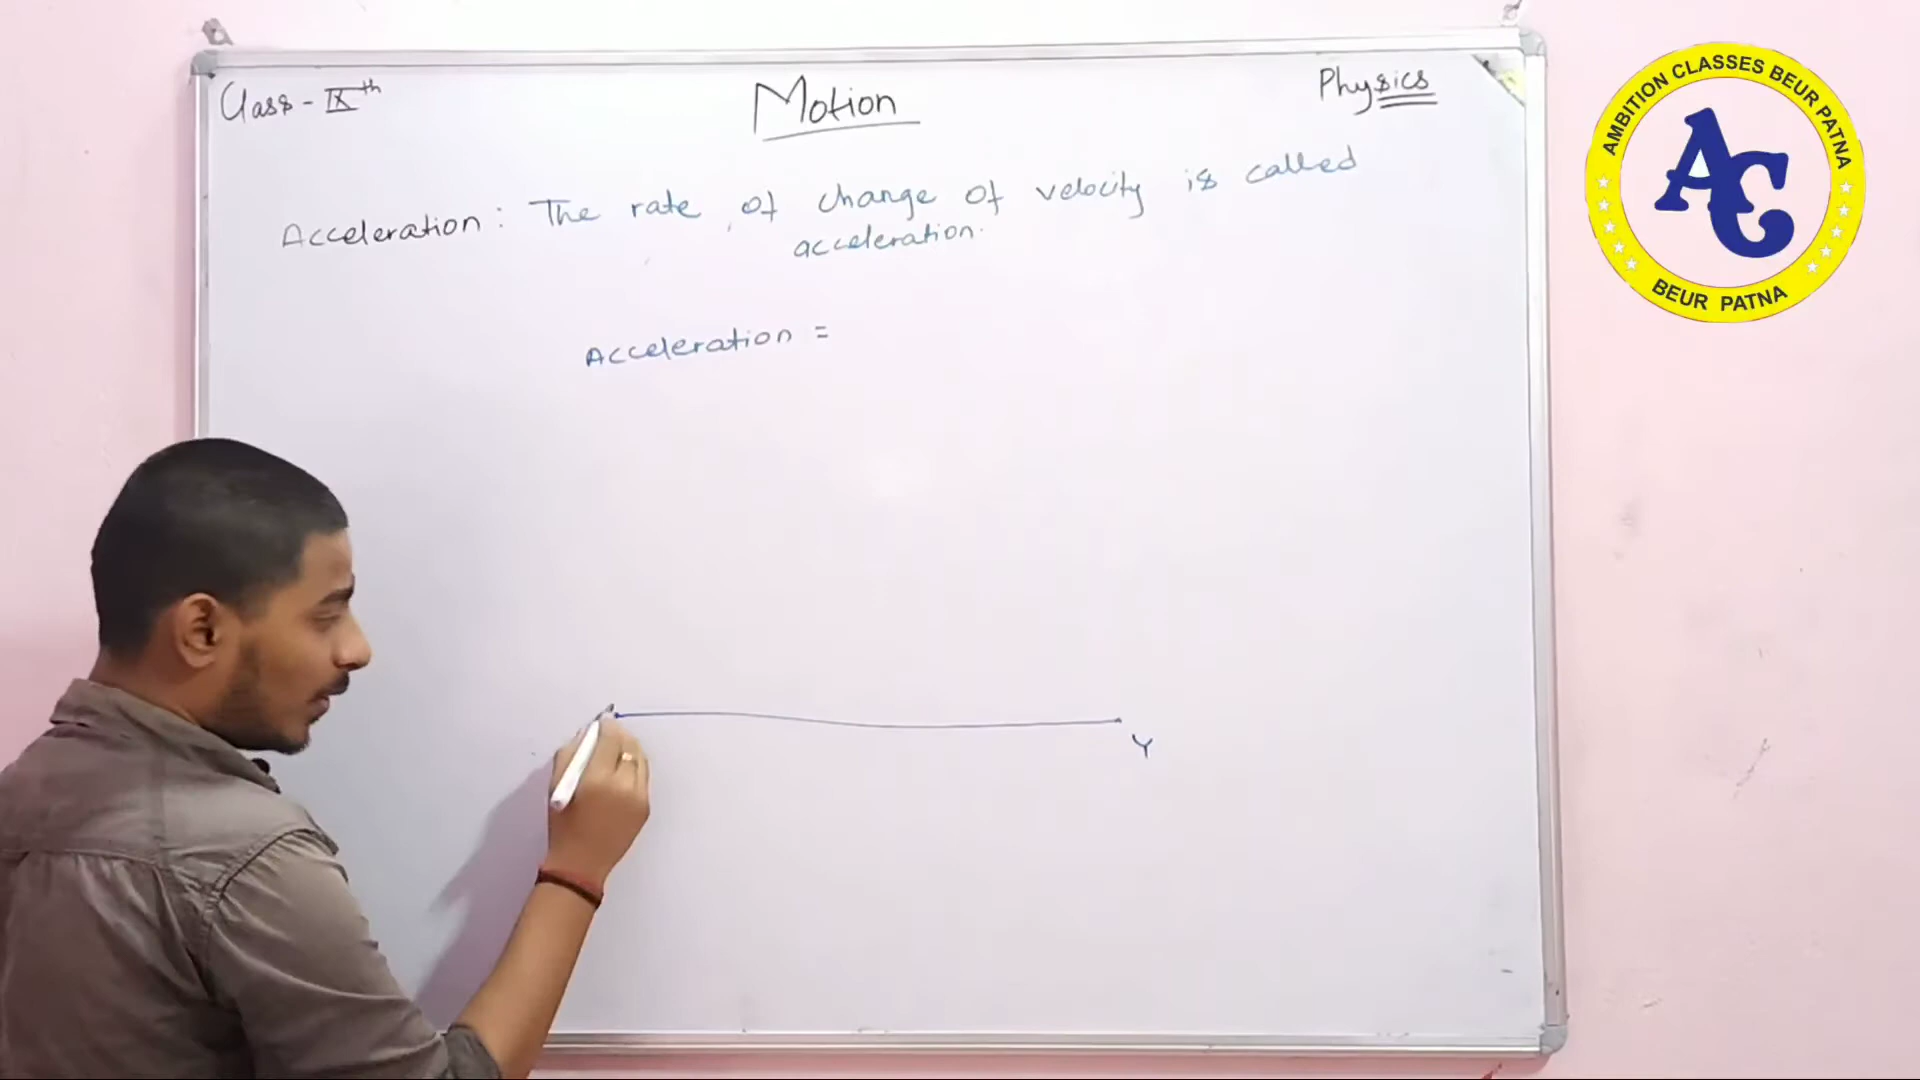 Class - IXth
Motion
Physics
Acceleration : The rate of change of velocity is called
acceleration.
Acceleration =
Y
AMBITION CLASSES BEUR PATNA
AC
BEUR PATNA